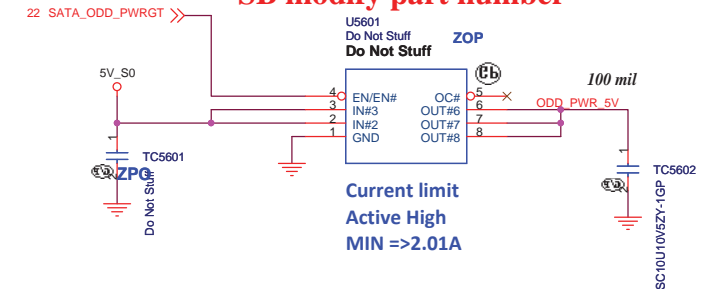 SB modify part number
22 SATA_ODD_PWRGT
U5601
Do Not Stuff
Do Not Stuff
ZOP
5V_S0
4 EN/EN#
3 IN#3
2 IN#2
1 GND
OC# 5
OUT#6 6
OUT#7 7
OUT#8 8
100 mil
ODD_PWR_5V
1
TC5601
ZPO
Do Not Stuff
1
TC5602
SC10U10V5ZY-1GP
Current limit
Active High
MIN =>2.01A